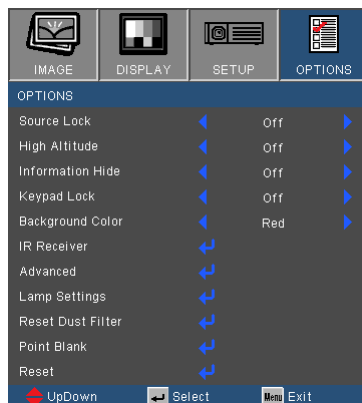 IMAGE DISPLAY SETUP OPTIONS
OPTIONS
Source Lock Off
High Altitude Off
Information Hide Off
Keypad Lock Off
Background Color Red
IR Receiver
Advanced
Lamp Settings
Reset Dust Filter
Point Blank
Reset
UpDown Select Menu Exit